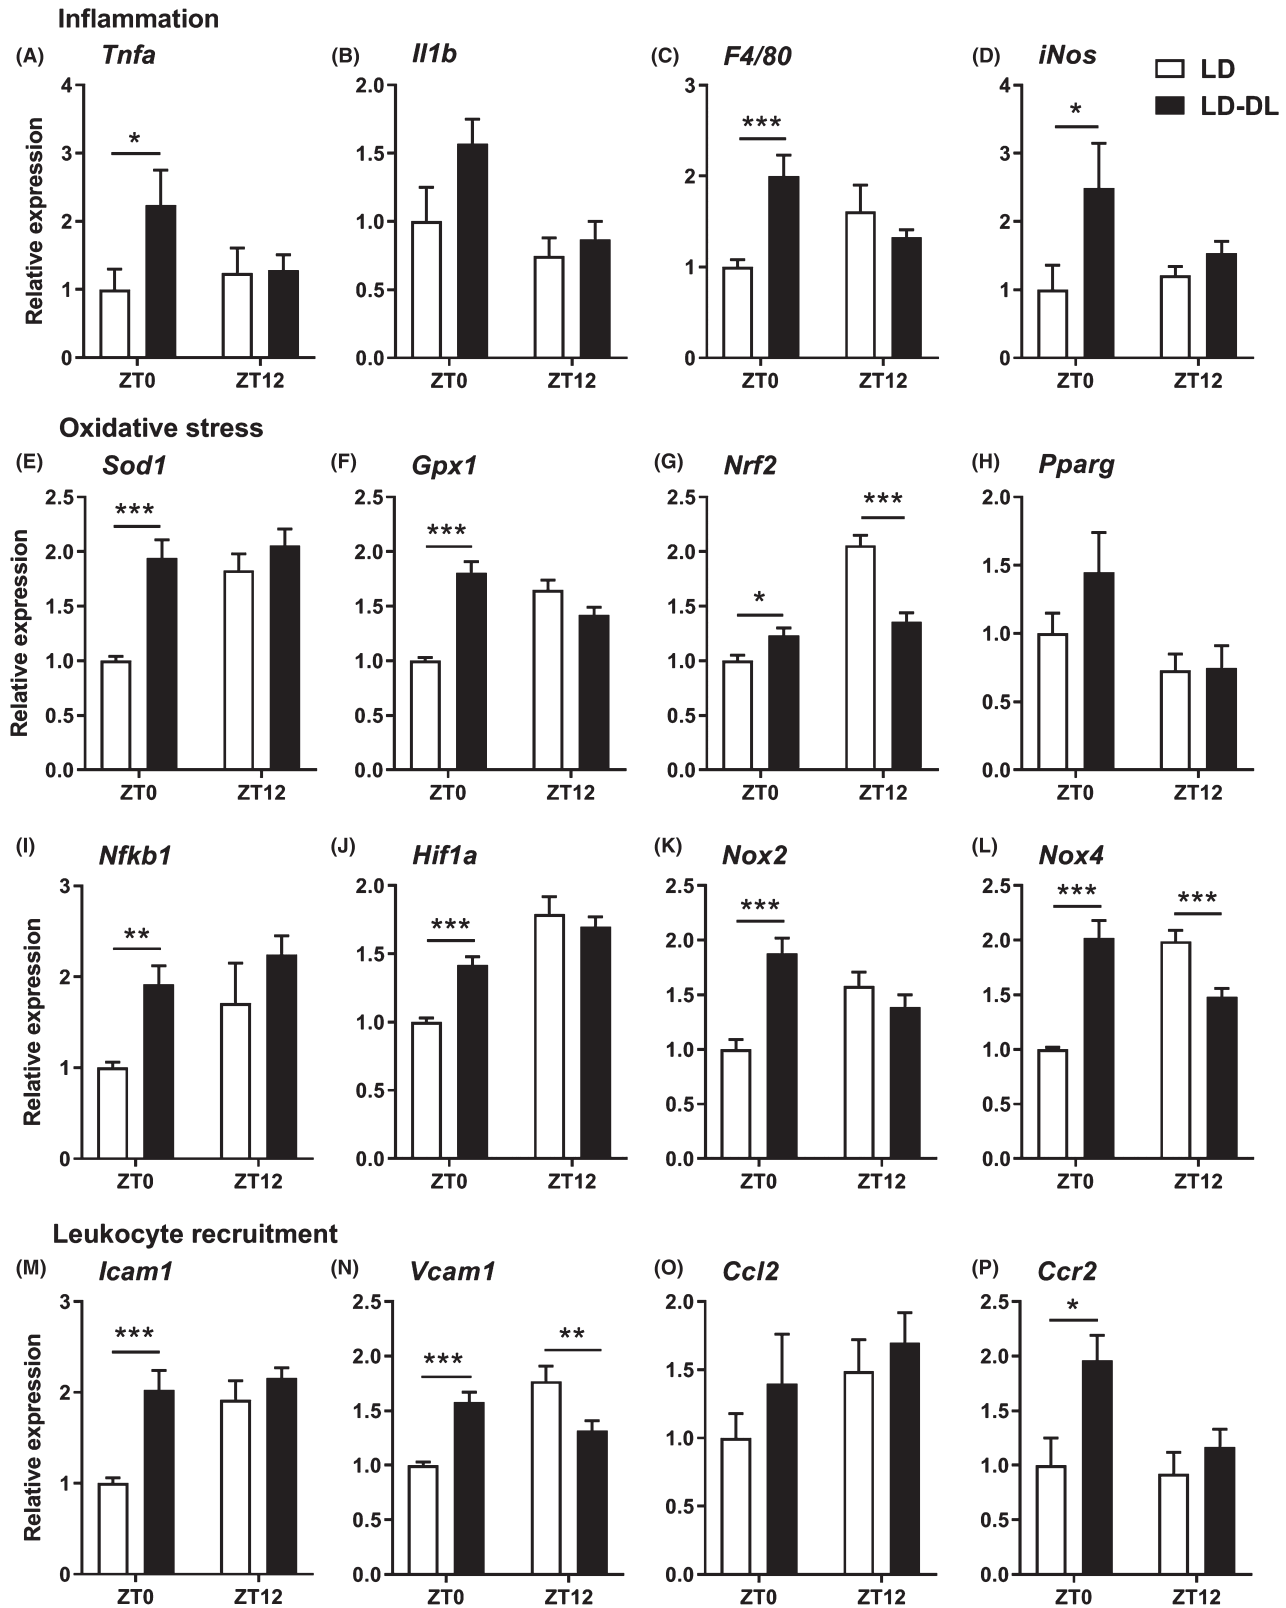 Inflammation
(A) Tnfa (B) Il1b (C) F4/80 (D) iNos
LD
LD-DL
Relative expression
4 3 2 1 0
*
ZT0 ZT12
2.0 1.5 1.0 0.5 0.0
ZT0 ZT12
3 2 1 0
***
ZT0 ZT12
4 3 2 1 0
*
ZT0 ZT12
Oxidative stress
(E) Sod1 (F) Gpx1 (G) Nrf2 (H) Pparg
Relative expression
2.5 2.0 1.5 1.0 0.5 0.0
***
ZT0 ZT12
2.5 2.0 1.5 1.0 0.5 0.0
***
ZT0 ZT12
2.5 2.0 1.5 1.0 0.5 0.0
* ***
ZT0 ZT12
2.0 1.5 1.0 0.5 0.0
ZT0 ZT12
(I) Nfkb1 (J) Hif1a (K) Nox2 (L) Nox4
Relative expression
3 2 1 0
**
ZT0 ZT12
2.0 1.5 1.0 0.5 0.0
***
ZT0 ZT12
2.5 2.0 1.5 1.0 0.5 0.0
***
ZT0 ZT12
2.5 2.0 1.5 1.0 0.5 0.0
*** ***
ZT0 ZT12
Leukocyte recruitment
(M) Icam1 (N) Vcam1 (O) Ccl2 (P) Ccr2
Relative expression
3 2 1 0
***
ZT0 ZT12
2.5 2.0 1.5 1.0 0.5 0.0
*** **
ZT0 ZT12
2.0 1.5 1.0 0.5 0.0
ZT0 ZT12
2.5 2.0 1.5 1.0 0.5 0.0
*
ZT0 ZT12